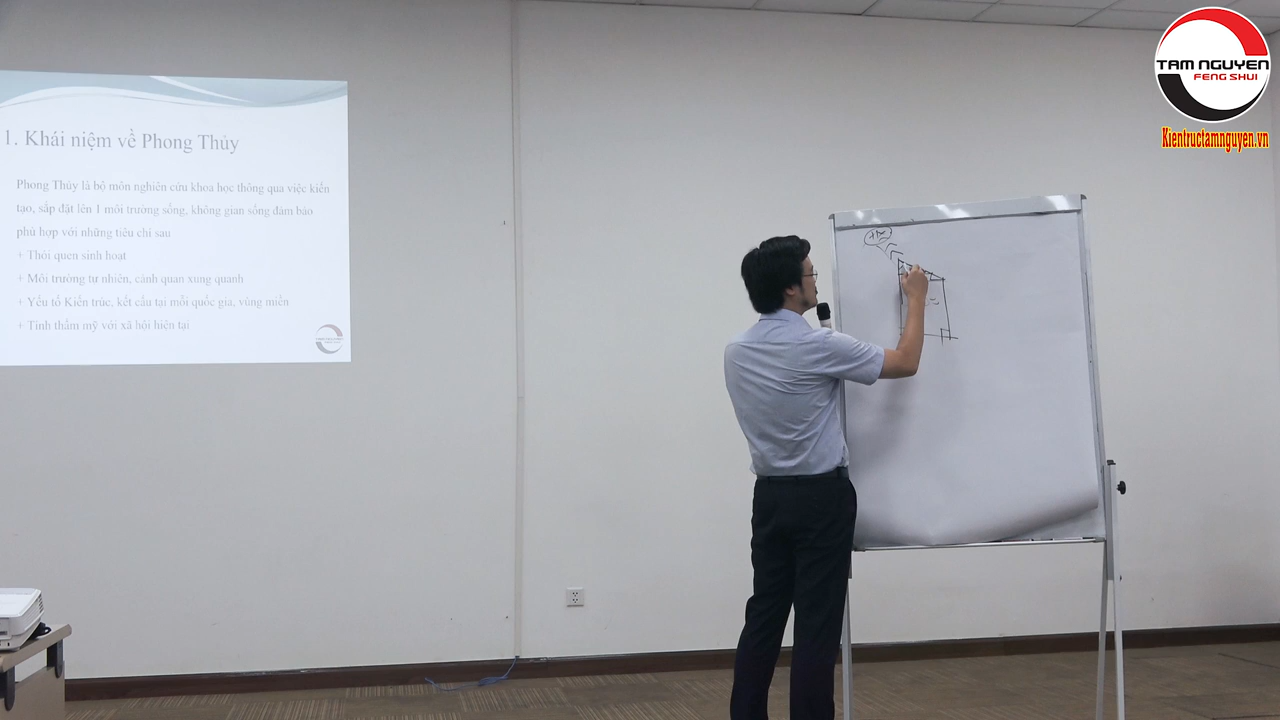 TAM NGUYEN
FENG SHUI
Kientructamnguyen.vn
1. Khái niệm về Phong Thủy
Phong Thủy là bộ môn nghiên cứu khoa học thông qua việc kiến
tạo, sắp đặt lên 1 môi trường sống, không gian sống đảm bảo
phù hợp với những tiêu chí sau
+ Thói quen sinh hoạt
+ Môi trường tự nhiên, cảnh quan xung quanh
+ Yếu tố Kiến trúc, kết cấu tại mỗi quốc gia, vùng miền
+ Tính thẩm mỹ với xã hội hiện tại